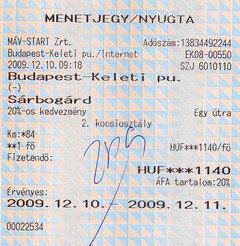 MENETJEGY/NYUGTA
MÁV-START Zrt. Adószám:13834492244
Budapest-Keleti pu./Internet EK08-00550
2009.12.10.09:18 SZJ 6010110
Budapest-Keleti pu.
(-)
Sárbogárd
20%-os kedvezmény Egy útra
2. kocsiosztály
Km:*84
**1 fő HUF**1140/fő
Fizetendő:
HUF***1140
ÁFA tartalom:20%
Érvényes:
2009.12.10.- 2009.12.11.
00022534